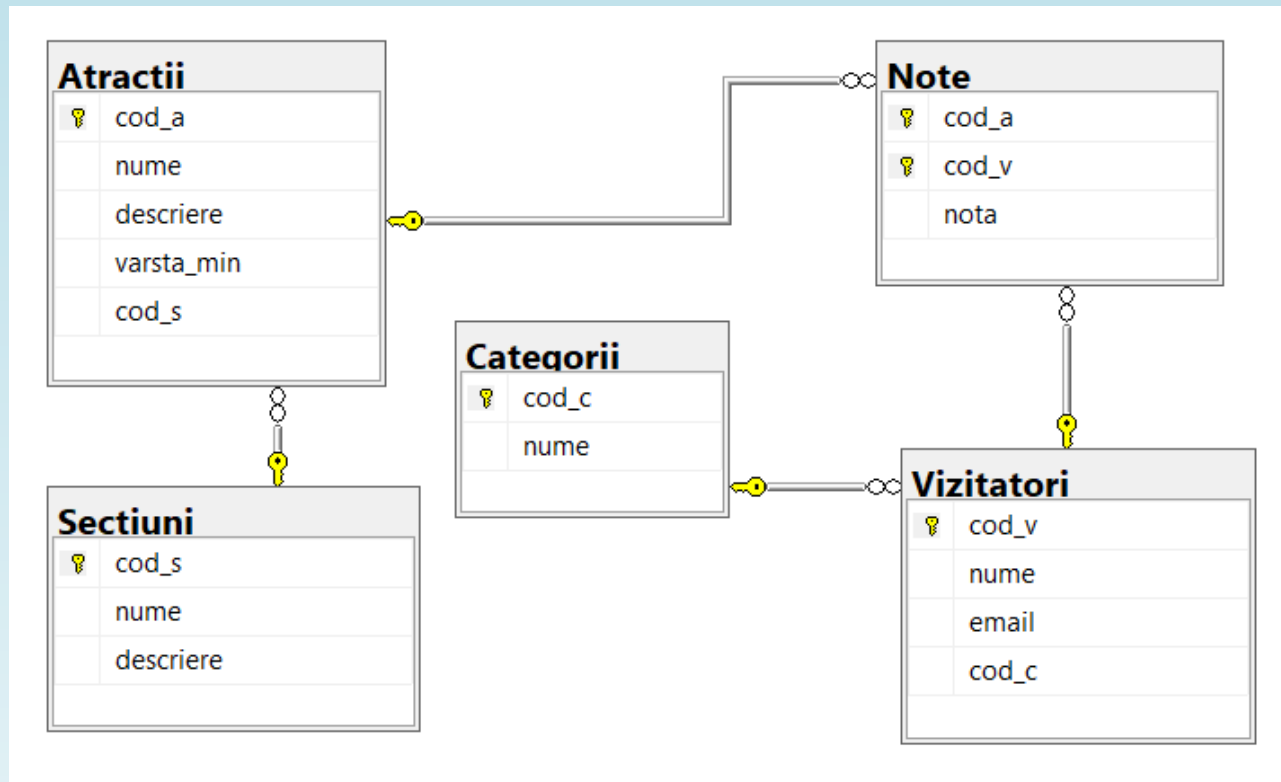 Atractii
cod_a
nume
descriere
varsta_min
cod_s
Note
cod_a
cod_v
nota
Categorii
cod_c
nume
Sectiuni
cod_s
nume
descriere
Vizitatori
cod_v
nume
email
cod_c